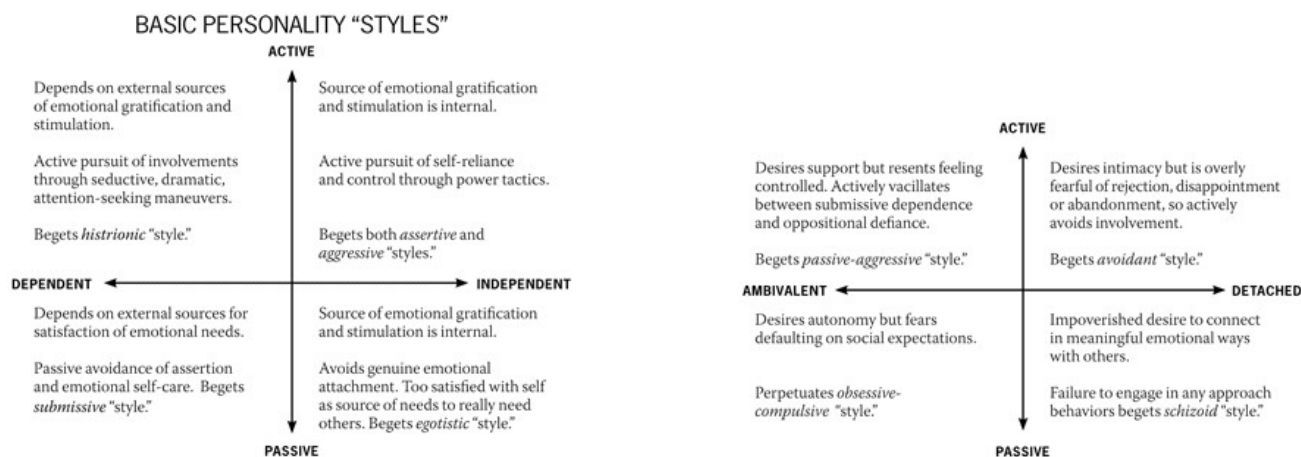 BASIC PERSONALITY “STYLES”
ACTIVE
Depends on external sources
of emotional gratification and
stimulation.
Active pursuit of involvements
through seductive, dramatic,
attention-seeking maneuvers.
Begets histrionic “style.”
Source of emotional gratification
and stimulation is internal.
Active pursuit of self-reliance
and control through power tactics.
Begets both assertive and
aggressive “styles.”
DEPENDENT
INDEPENDENT
Depends on external sources for
satisfaction of emotional needs.
Passive avoidance of assertion
and emotional self-care. Begets
submissive “style.”
Source of emotional gratification
and stimulation is internal.
Avoids genuine emotional
attachment. Too satisfied with self
as source of needs to really need
others. Begets egotistic “style.”
PASSIVE
ACTIVE
Desires support but resents feeling
controlled. Actively vacillates
between submissive dependence
and oppositional defiance.
Begets passive-aggressive “style.”
Desires intimacy but is overly
fearful of rejection, disappointment
or abandonment, so actively
avoids involvement.
Begets avoidant “style.”
AMBIVALENT
DETACHED
Desires autonomy but fears
defaulting on social expectations.
Perpetuates obsessive-
compulsive “style.”
Impoverished desire to connect
in meaningful emotional ways
with others.
Failure to engage in any approach
behaviors begets schizoid “style.”
PASSIVE